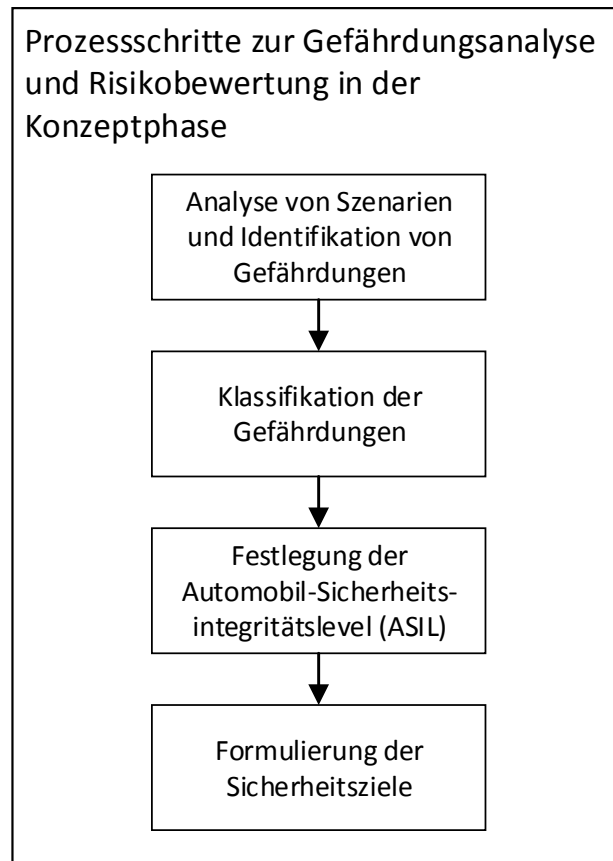 Prozessschritte zur Gefährdungsanalyse
und Risikobewertung in der
Konzeptphase
Analyse von Szenarien
und Identifikation von
Gefährdungen
Klassifikation der
Gefährdungen
Festlegung der
Automobil-Sicherheits-
integritätslevel (ASIL)
Formulierung der
Sicherheitsziele